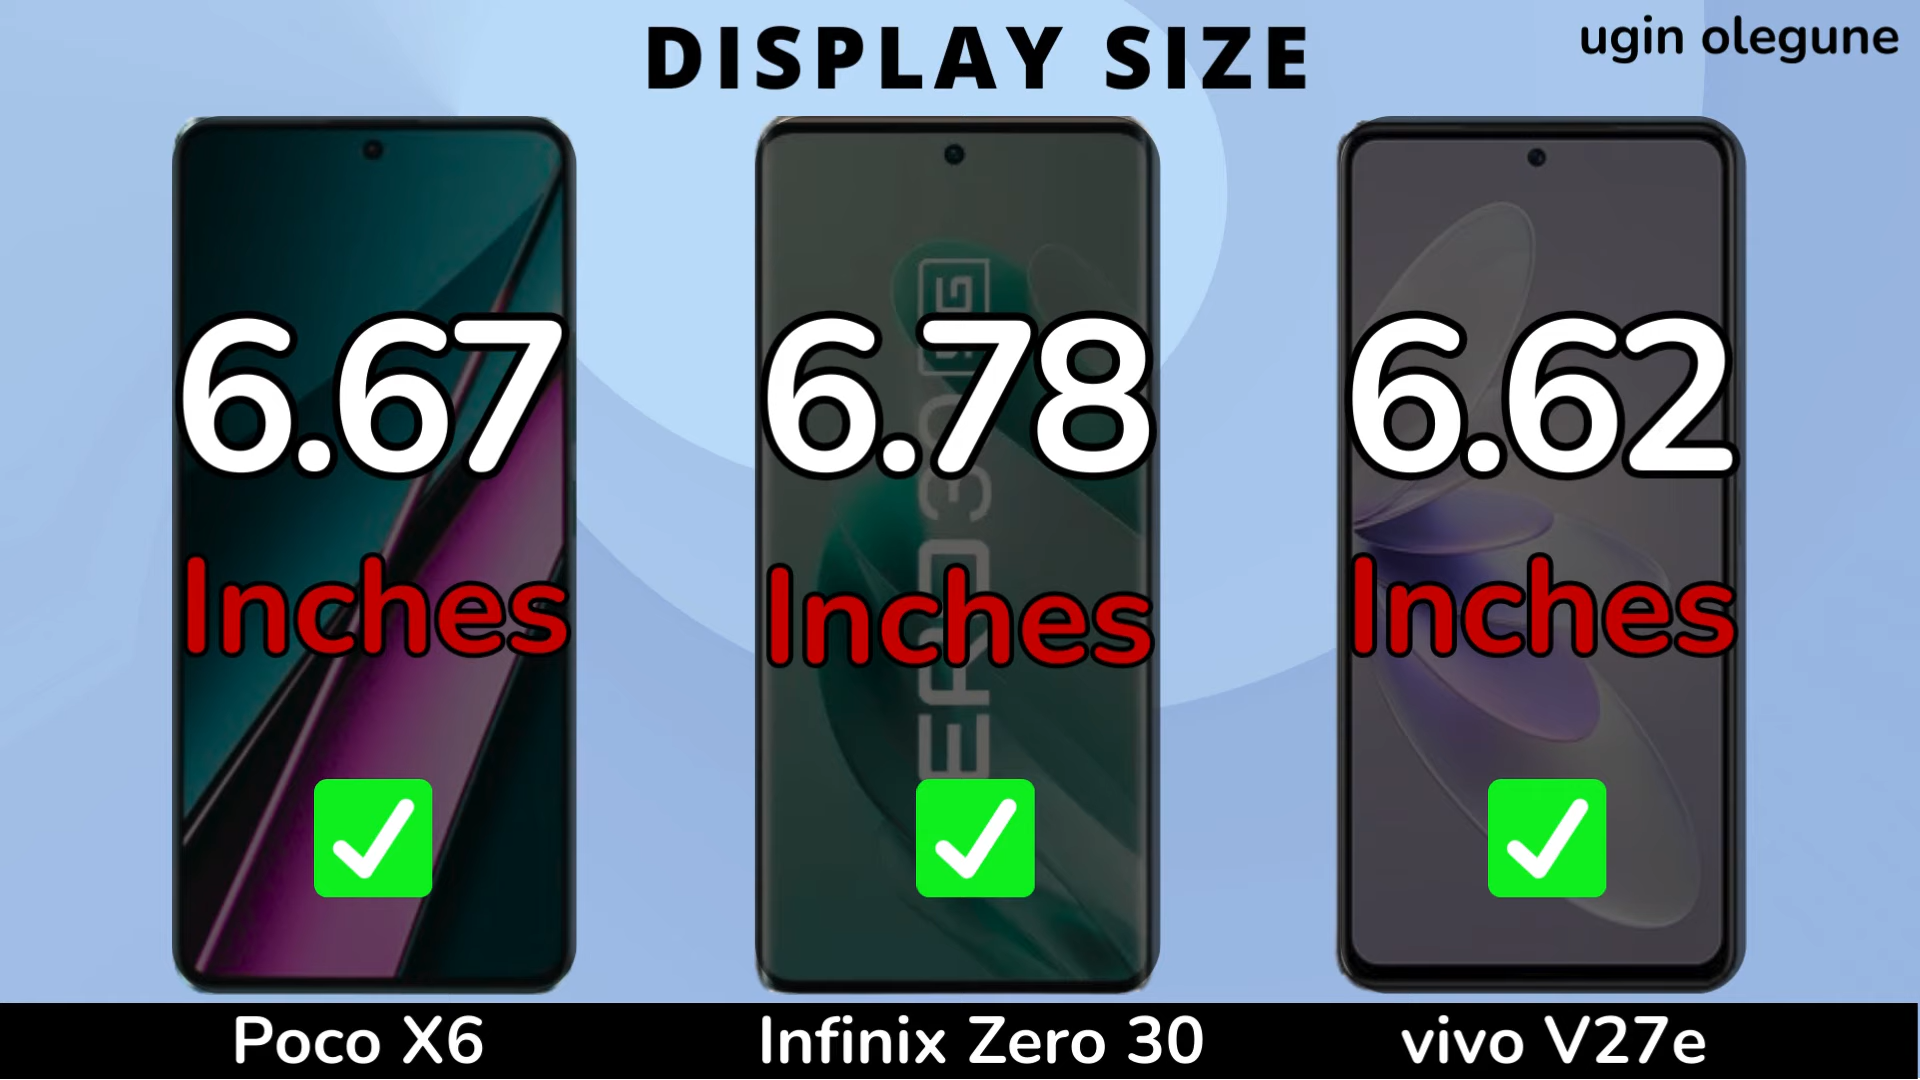 DISPLAY SIZE
ugin olegune
6.67
Inches
6.78
Inches
6.62
Inches
Poco X6
Infinix Zero 30
vivo V27e